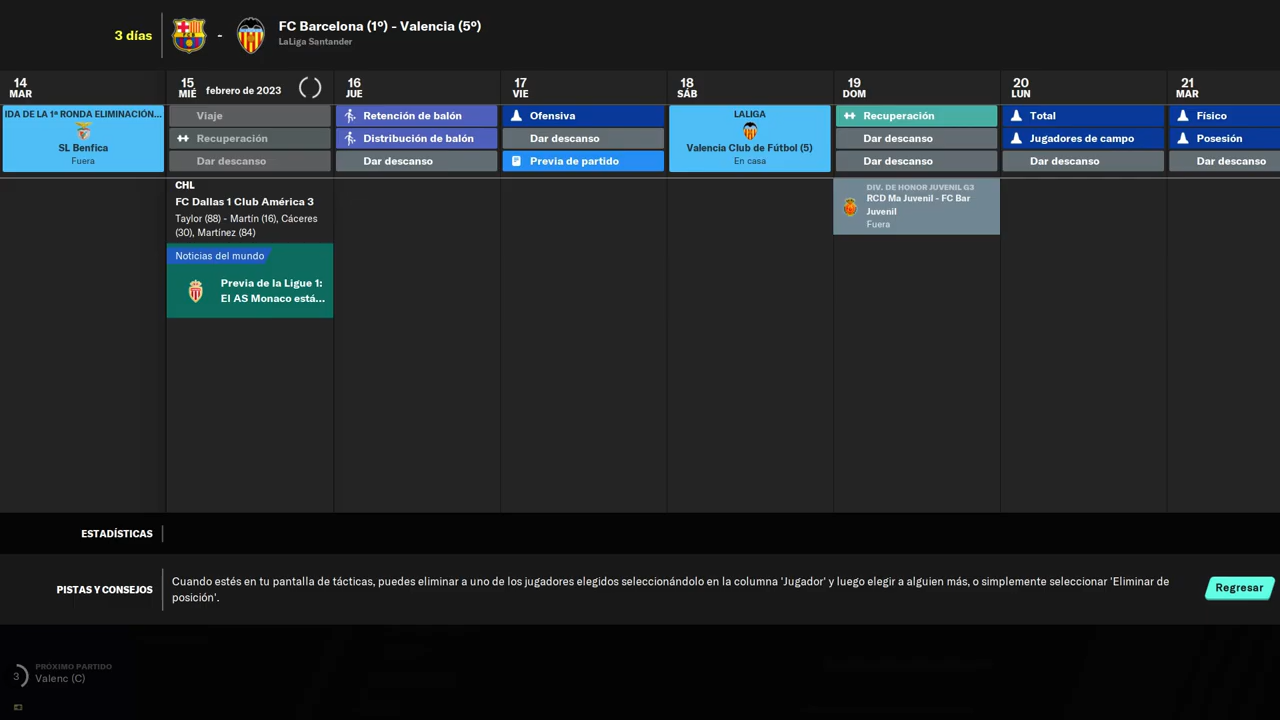 3 días
FC Barcelona (1º) - Valencia (5º)
LaLiga Santander
14
MAR
15
MIÉ
febrero de 2023
16
JUE
17
VIE
18
SÁB
19
DOM
20
LUN
21
MAR
IDA DE LA 1ª RONDA ELIMINACIÓN...
SL Benfica
Fuera
Viaje
Recuperación
Dar descanso
Retención de balón
Distribución de balón
Dar descanso
Ofensiva
Dar descanso
Previa de partido
LALIGA
Valencia Club de Fútbol (5)
En casa
Recuperación
Dar descanso
Dar descanso
Total
Jugadores de campo
Dar descanso
Físico
Posesión
Dar descanso
CHL
FC Dallas 1 Club América 3
Taylor (88) - Martín (16), Cáceres
(30), Martínez (84)
Noticias del mundo
Previa de la Ligue 1:
El AS Monaco está...
DIV. DE HONOR JUVENIL G3
RCD Ma Juvenil - FC Bar
Juvenil
Fuera
ESTADÍSTICAS
PISTAS Y CONSEJOS
Cuando estés en tu pantalla de tácticas, puedes eliminar a uno de los jugadores elegidos seleccionándolo en la columna 'Jugador' y luego elegir a alguien más, o simplemente seleccionar 'Eliminar de
posición'.
Regresar
3
PRÓXIMO PARTIDO
Valenc (C)